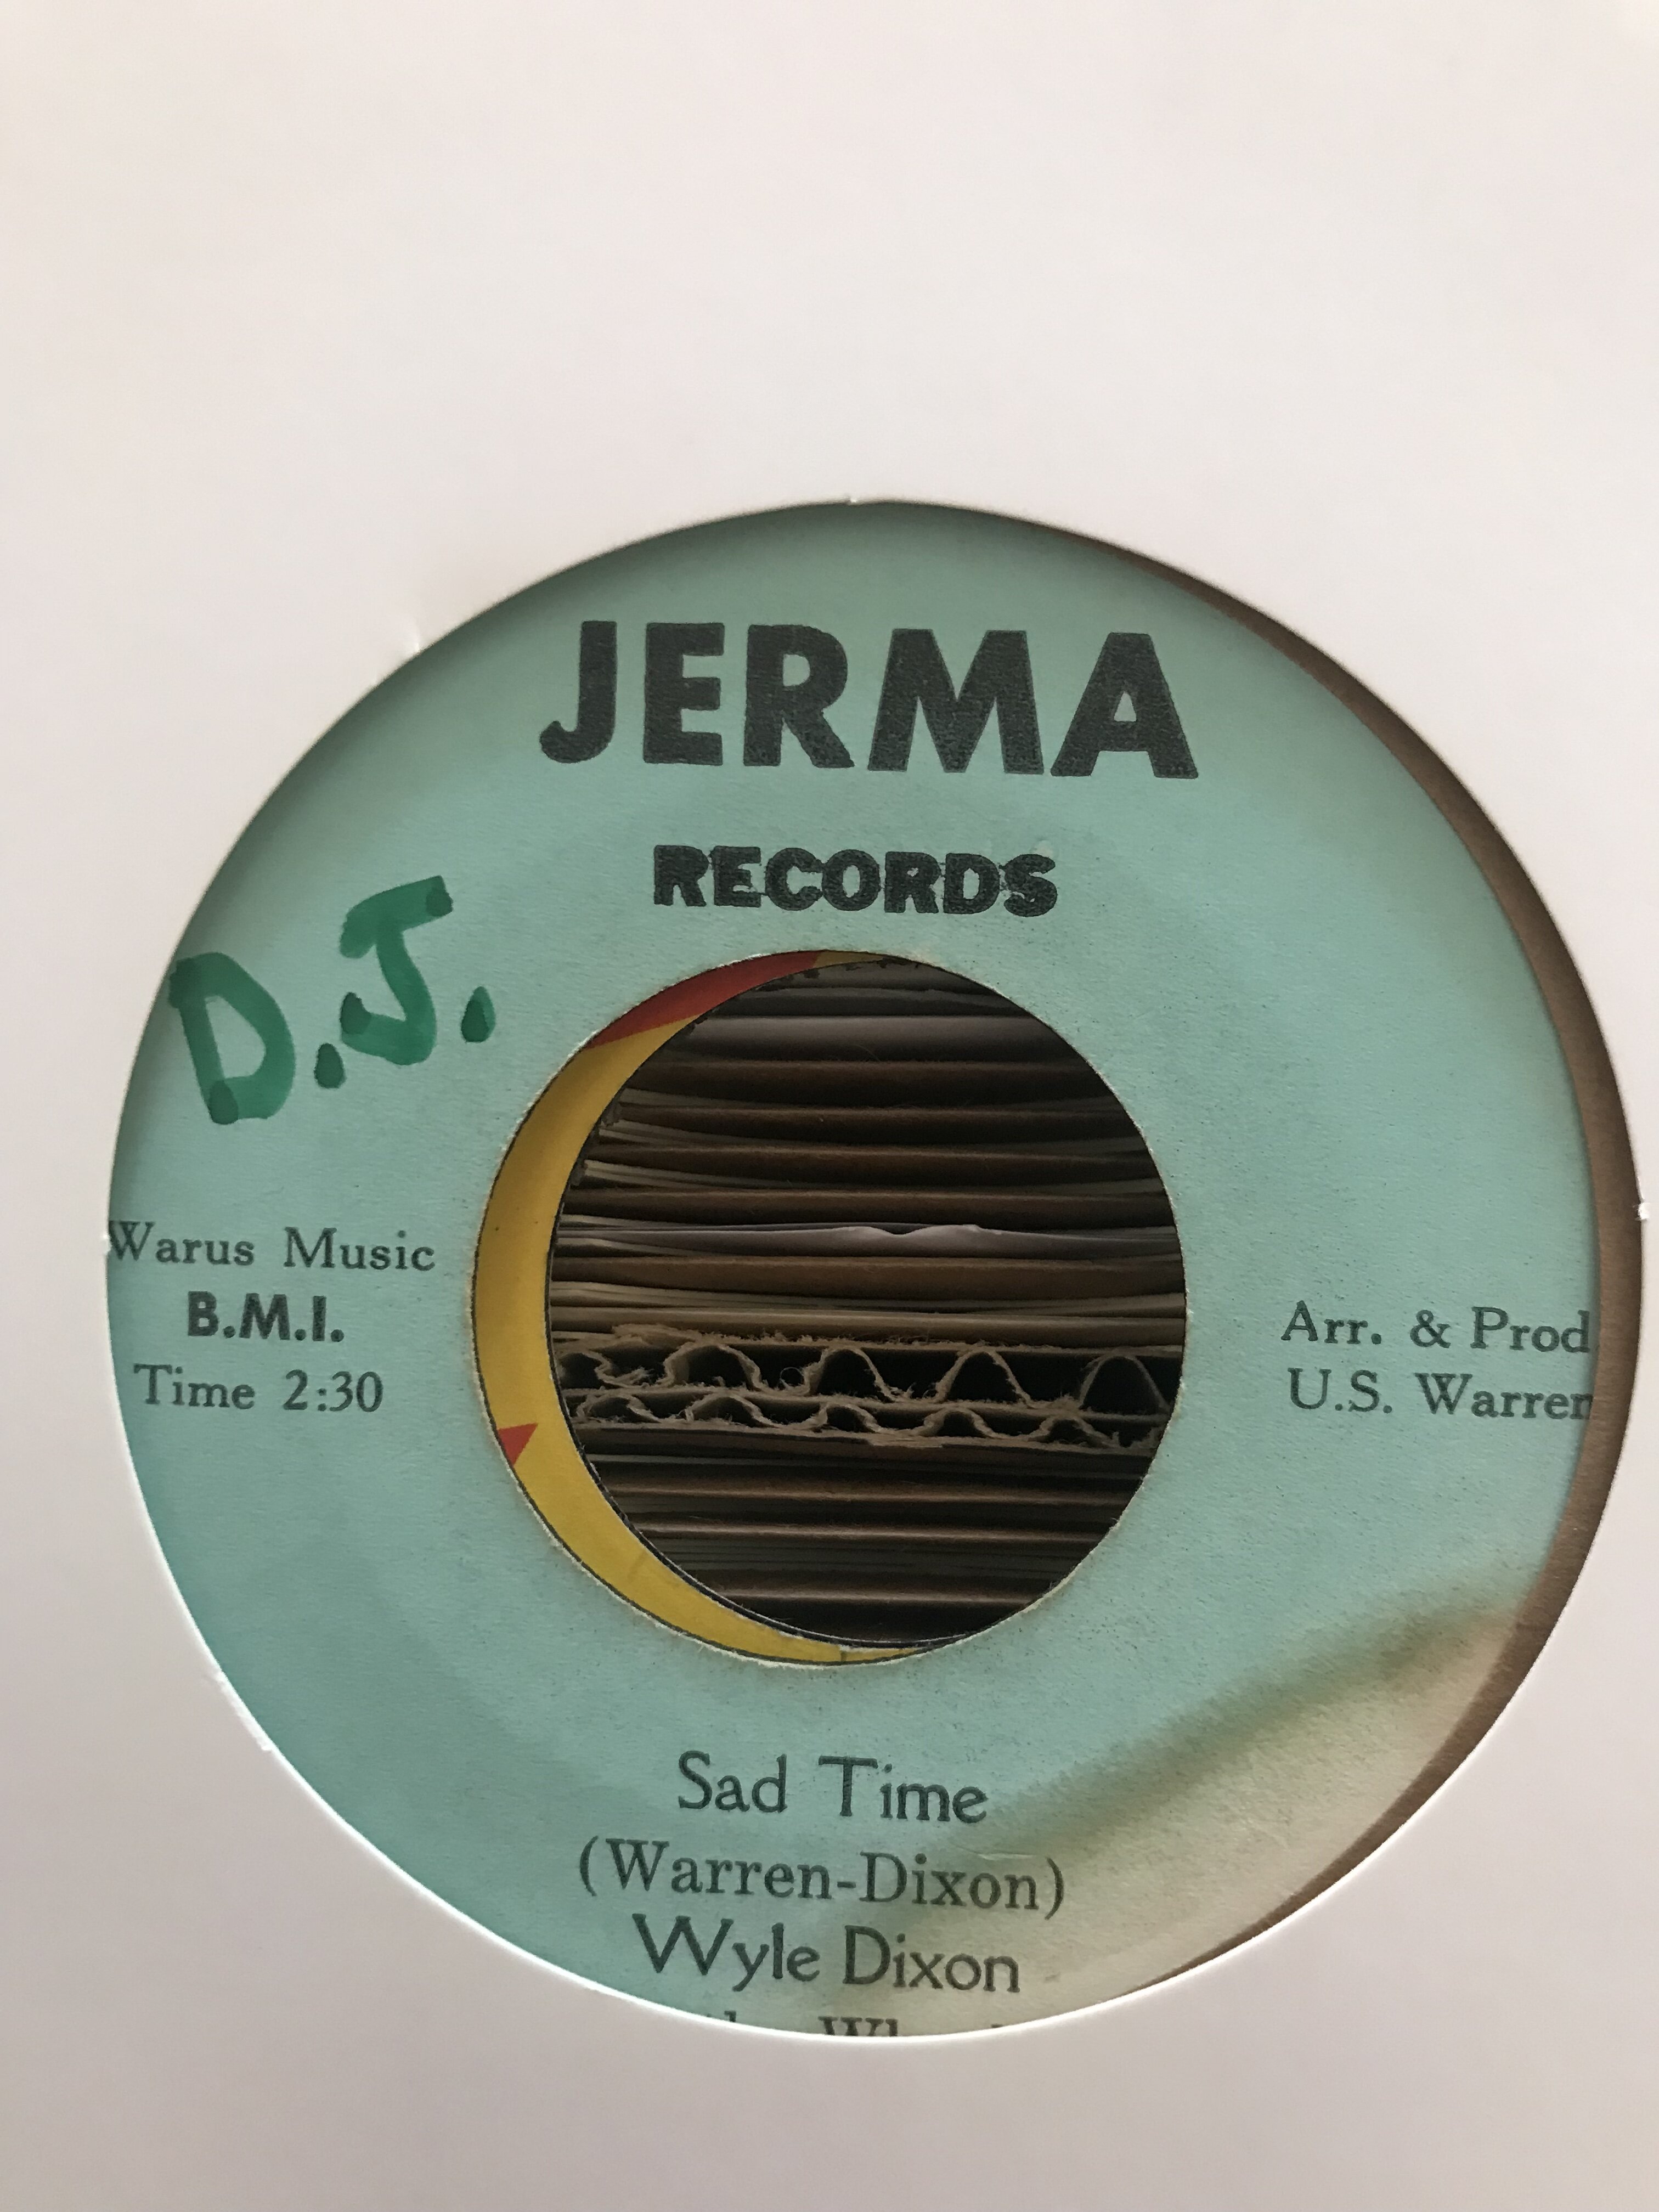 JERMA
RECORDS
D.J.
Warus Music
B.M.I.
Time 2:30
Arr. & Prod
U.S. Warren
Sad Time
(Warren-Dixon)
Wyle Dixon